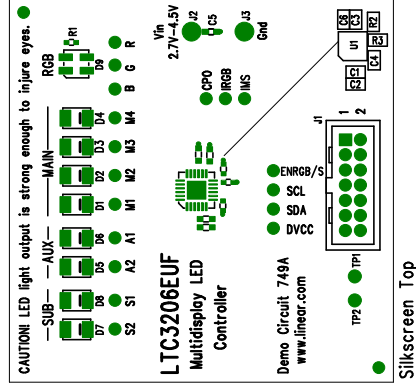 CAUTION! LED light output is strong enough to injure eyes.
SUB
AUX
MAIN
RGB
D7
D8
D5
D6
D1
D2
D3
D4
D9
R1
S2
S1
A2
A1
M1
M2
M3
M4
B
G
R
Vin
2.7V-4.5V
J2
C5
J3
Gnd
CPO
IRGB
IMS
C6
C3
R2
U1
R3
C4
C1
C2
LTC3206EUF
Multidisplay LED
Controller
ENRGB/S
SCL
SDA
DVCC
J1
1
2
Demo Circuit 749A
www.linear.com
TP2
TP1
Silkscreen Top